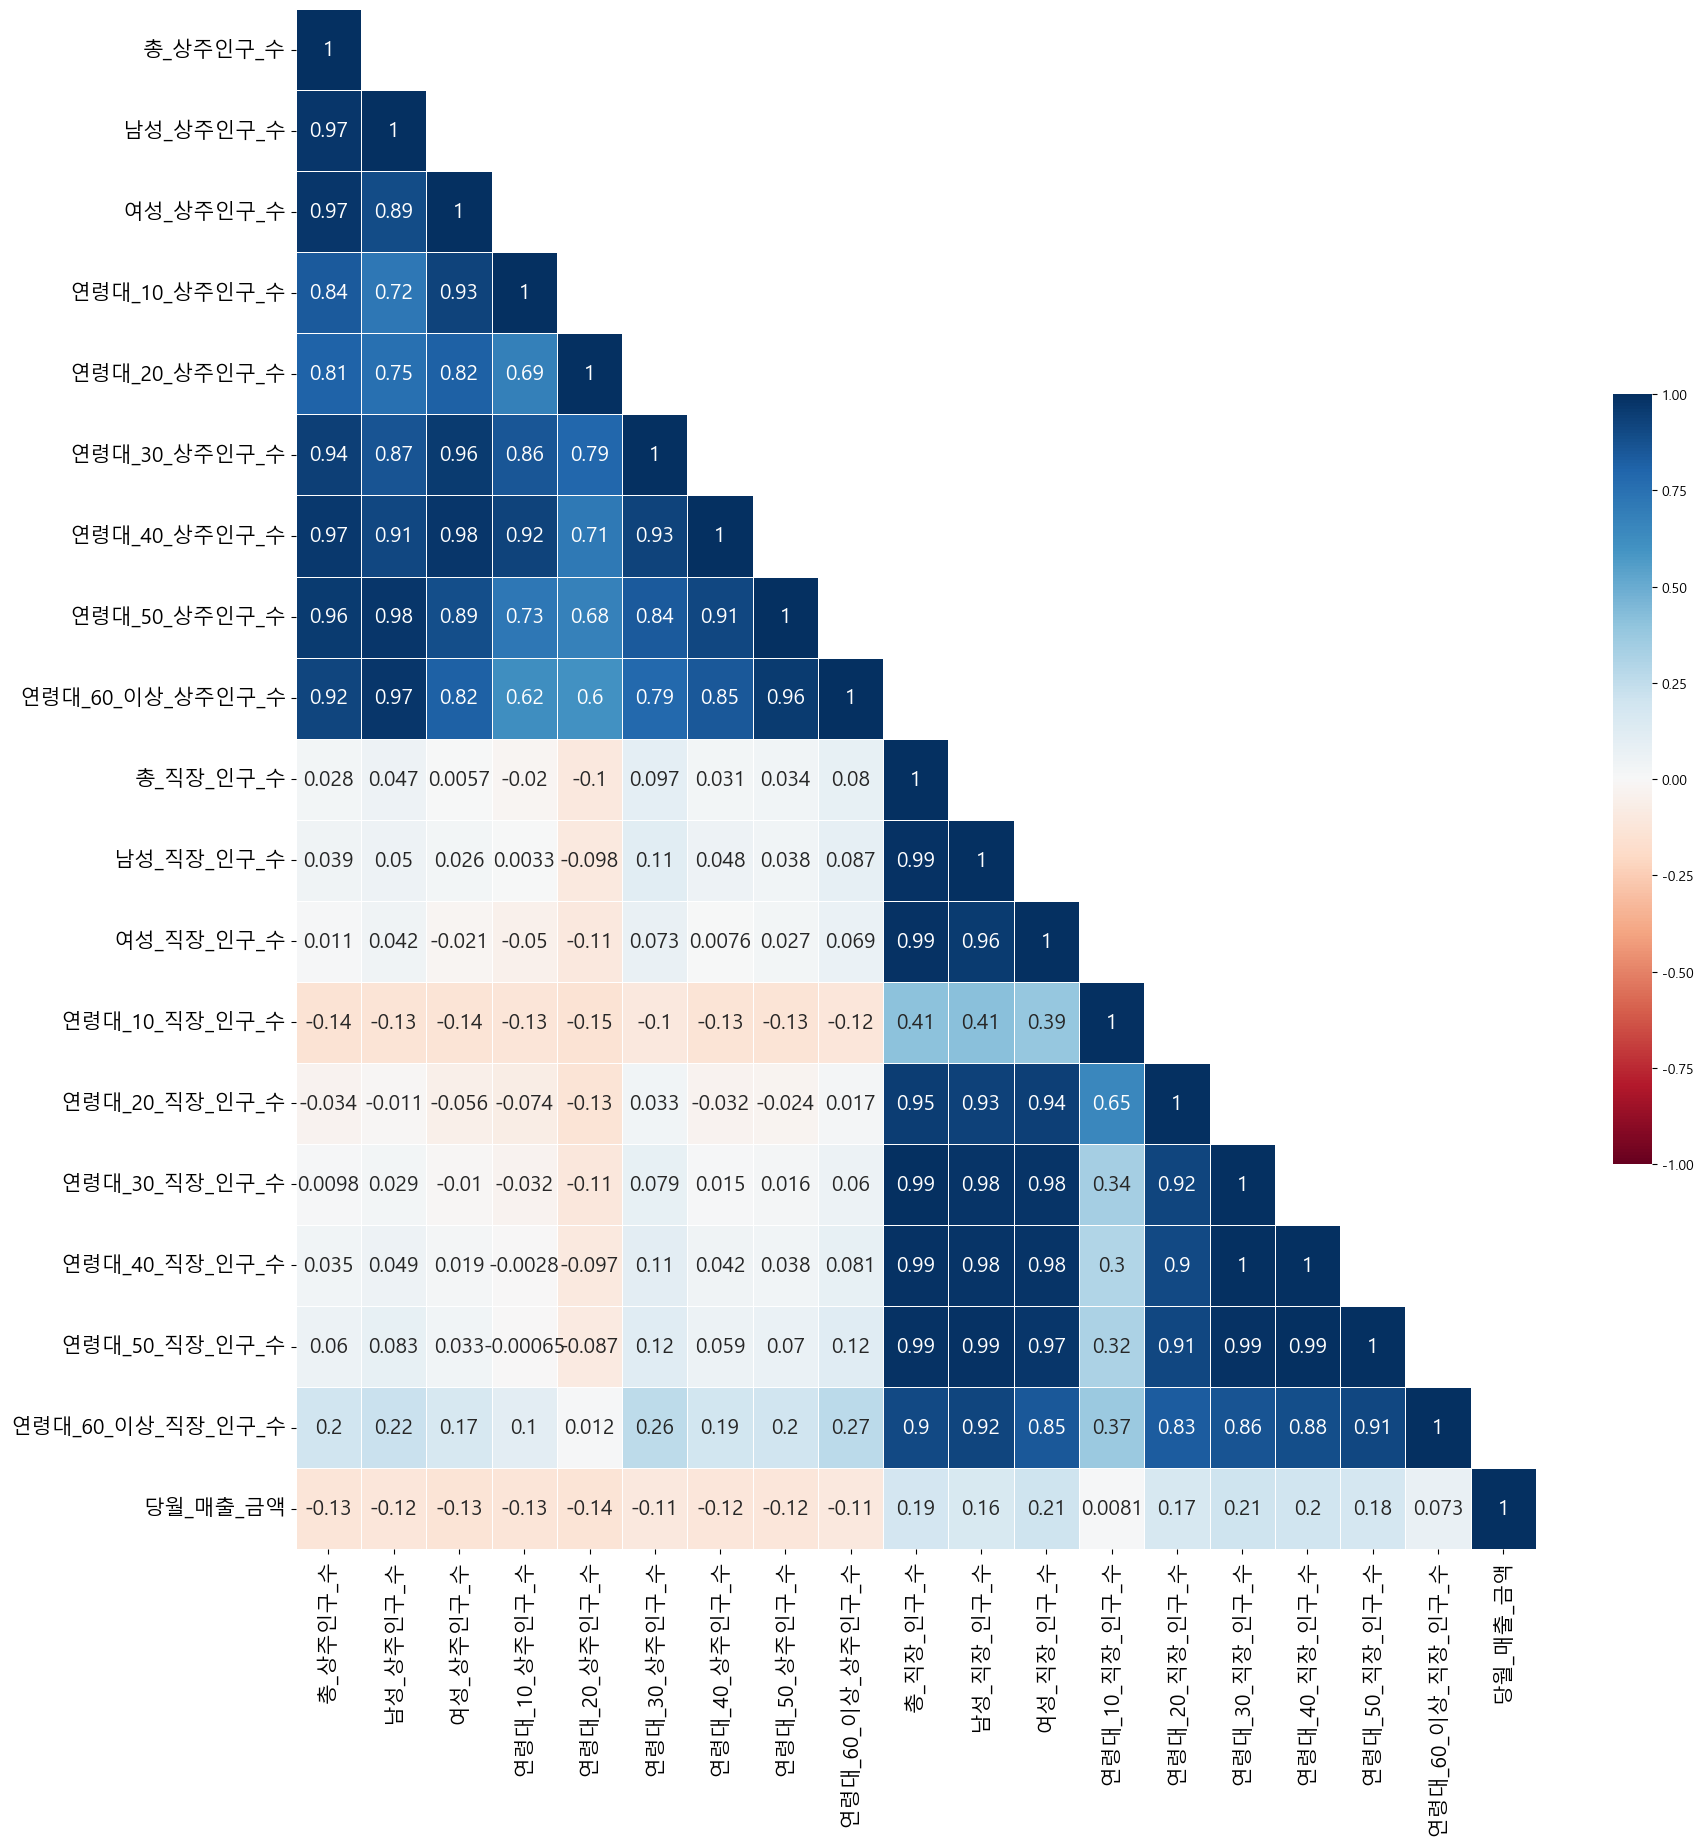 총_상주인구_수 1
남성_상주인구_수 0.97 1
여성_상주인구_수 0.97 0.89 1
연령대_10_상주인구_수 0.84 0.72 0.93 1
연령대_20_상주인구_수 0.81 0.75 0.82 0.69 1
연령대_30_상주인구_수 0.94 0.87 0.96 0.86 0.79 1
연령대_40_상주인구_수 0.97 0.91 0.98 0.92 0.71 0.93 1
연령대_50_상주인구_수 0.96 0.98 0.89 0.73 0.68 0.84 0.91 1
연령대_60_이상_상주인구_수 0.92 0.97 0.82 0.62 0.6 0.79 0.85 0.96 1
총_직장_인구_수 0.028 0.047 0.0057 -0.02 -0.1 0.097 0.031 0.034 0.08 1
남성_직장_인구_수 0.039 0.05 0.026 0.0033 -0.098 0.11 0.048 0.038 0.087 0.99 1
여성_직장_인구_수 0.011 0.042 -0.021 -0.05 -0.11 0.073 0.0076 0.027 0.069 0.99 0.96 1
연령대_10_직장_인구_수 -0.14 -0.13 -0.14 -0.13 -0.15 -0.1 -0.13 -0.13 -0.12 0.41 0.41 0.39 1
연령대_20_직장_인구_수 -0.034 -0.011 -0.056 -0.074 -0.13 0.033 -0.032 -0.024 0.017 0.95 0.93 0.94 0.65 1
연령대_30_직장_인구_수 0.0098 0.029 -0.01 -0.032 -0.11 0.079 0.015 0.016 0.06 0.99 0.98 0.98 0.34 0.92 1
연령대_40_직장_인구_수 0.035 0.049 0.019 -0.0028 -0.097 0.11 0.042 0.038 0.081 0.99 0.98 0.98 0.3 0.9 1 1
연령대_50_직장_인구_수 0.06 0.083 0.033 -0.00065 -0.087 0.12 0.059 0.07 0.12 0.99 0.99 0.97 0.32 0.91 0.99 0.99 1
연령대_60_이상_직장_인구_수 0.2 0.22 0.17 0.1 0.012 0.26 0.19 0.2 0.27 0.9 0.92 0.85 0.37 0.83 0.86 0.88 0.91 1
당월_매출_금액 -0.13 -0.12 -0.13 -0.13 -0.14 -0.11 -0.12 -0.12 -0.11 0.19 0.16 0.21 0.0081 0.17 0.21 0.2 0.18 0.073 1
총_상주인구_수
남성_상주인구_수
여성_상주인구_수
연령대_10_상주인구_수
연령대_20_상주인구_수
연령대_30_상주인구_수
연령대_40_상주인구_수
연령대_50_상주인구_수
연령대_60_이상_상주인구_수
총_직장_인구_수
남성_직장_인구_수
여성_직장_인구_수
연령대_10_직장_인구_수
연령대_20_직장_인구_수
연령대_30_직장_인구_수
연령대_40_직장_인구_수
연령대_50_직장_인구_수
연령대_60_이상_직장_인구_수
당월_매출_금액
1.00
0.75
0.50
0.25
0.00
-0.25
-0.50
-0.75
-1.00